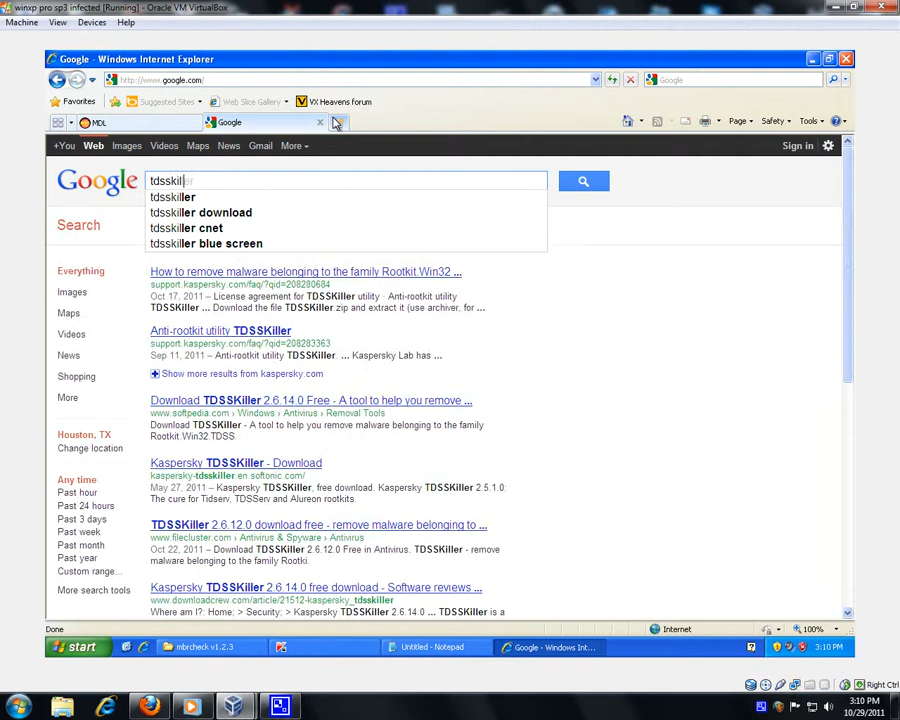 winxp pro sp3 infected [Running] - Oracle VM VirtualBox
Machine View Devices Help
Google - Windows Internet Explorer
http://www.google.com/
Google
Favorites Suggested Sites Web Slice Gallery VX Heavens forum
MDL Google
Page Safety Tools
+You Web Images Videos Maps News Gmail More Sign in
Google tdsskiller
tdsskiller
tdsskiller download
tdsskiller cnet
tdsskiller blue screen
Search
Everything
Images
Maps
Videos
News
Shopping
More
Houston, TX
Change location
Any time
Past hour
Past 24 hours
Past 3 days
Past week
Past month
Past year
Custom range...
More search tools
How to remove malware belonging to the family Rootkit.Win32 ...
support.kaspersky.com/faq/?qid=208280684
Oct 17, 2011 – License agreement for TDSSKiller utility · Anti-rootkit utility
TDSSKiller ... Download the file TDSSKiller.zip and extract it (use archiver, for ...
Anti-rootkit utility TDSSKiller
support.kaspersky.com/faq/?qid=208283363
Sep 11, 2011 – Anti-rootkit utility TDSSKiller. ... Kaspersky Lab has ...
Show more results from kaspersky.com
Download TDSSKiller 2.6.14.0 Free - A tool to help you remove ...
www.softpedia.com › Windows › Antivirus › Removal Tools
Download TDSSKiller - A tool to help you remove malware belonging to the family
Rootkit.Win32.TDSS.
Kaspersky TDSSKiller - Download
kaspersky-tdsskiller.en.softonic.com/
May 27, 2011 – Kaspersky TDSSKiller, free download. Kaspersky TDSSKiller 2.5.1.0:
The cure for Tidserv, TDSServ and Alureon rootkits.
TDSSKiller 2.6.12.0 download free - remove malware belonging to ...
www.filecluster.com › Antivirus & Spyware › Antivirus
Oct 22, 2011 – Download TDSSKiller 2.6.12.0 Free in Antivirus. TDSSKiller - remove
malware belonging to the family Rootki.
Kaspersky TDSSKiller 2.6.14.0 free download - Software reviews ...
www.downloadcrew.com/article/21512-kaspersky_tdsskiller
Where am I?: Home; > Security; > Kaspersky TDSSKiller 2.6.14.0 ... TDSSKiller is a
Done Internet 100%
start mbrcheck v1.2.3 Untitled - Notepad Google - Windows Int... 3:10 PM
Right Ctrl
3:10 PM
10/29/2011